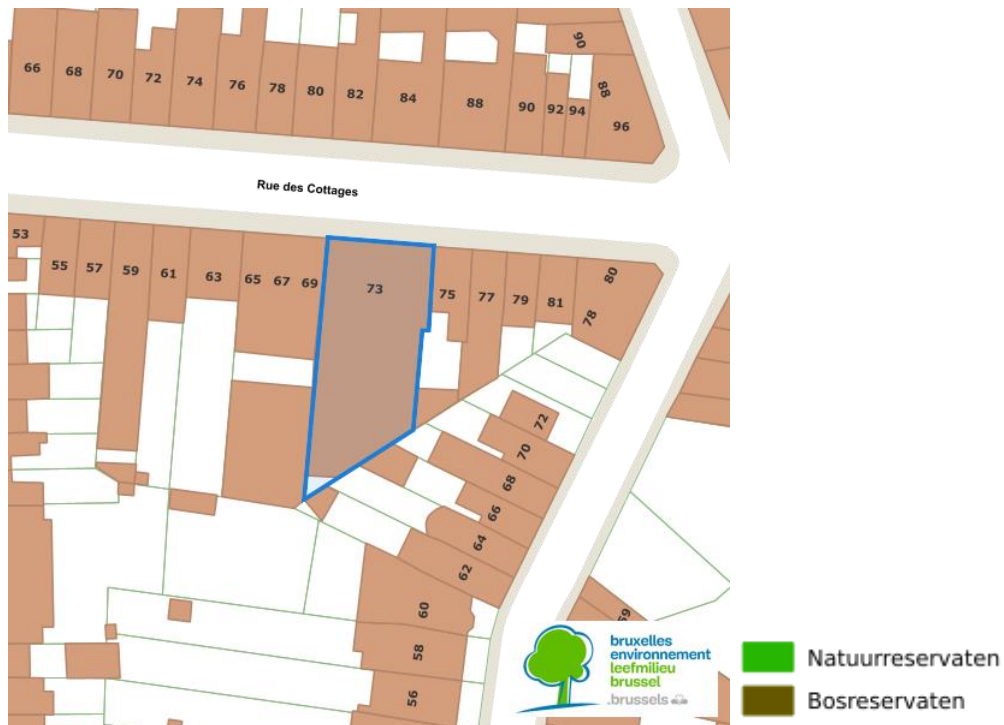 66 68 70 72 74 76 78 80 82 84 88 90 92 94 96
90
88
Rue des Cottages
53 55 57 59 61 63 65 67 69 73 75 77 79 81 78 80
72
70
68
66
64
62
60
58
56
59
bruxelles
environnement
leefmilieu
brussel
.brussels
Natuurreservaten
Bosreservaten